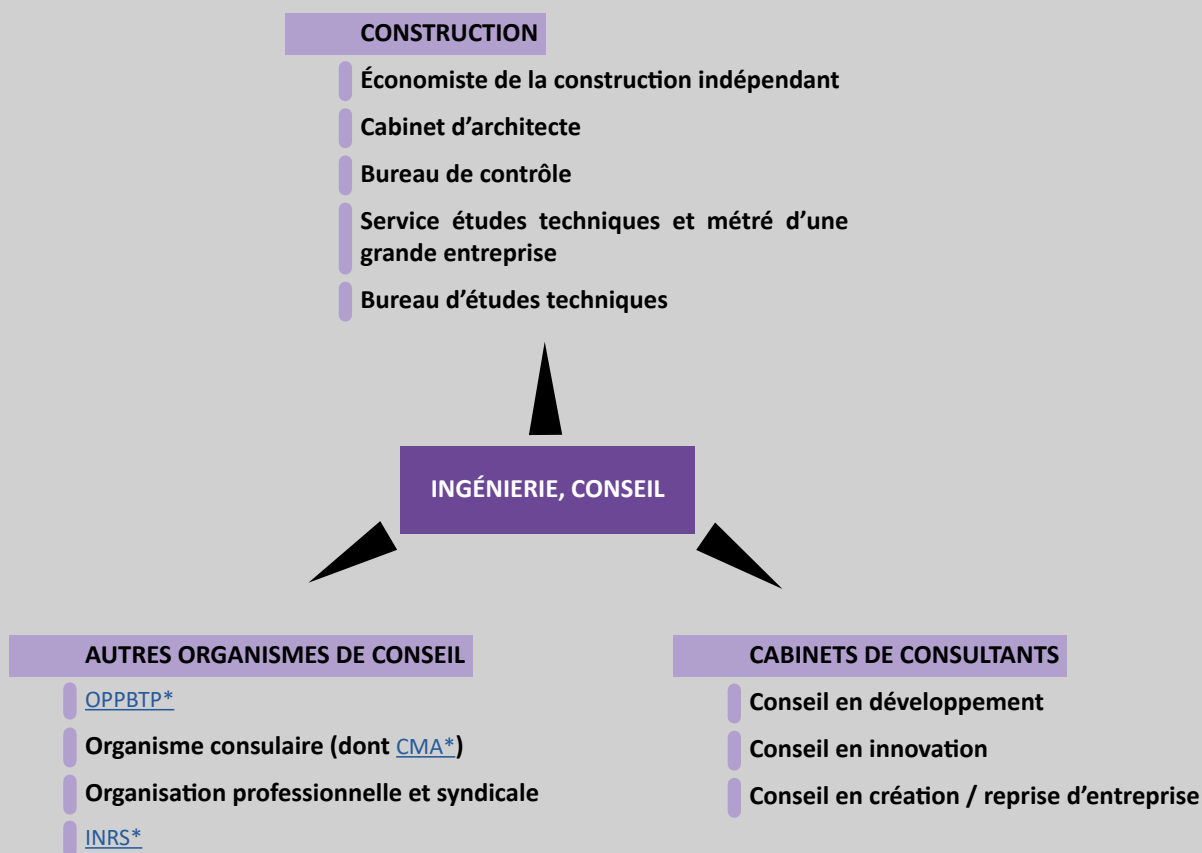 CONSTRUCTION
Économiste de la construction indépendant
Cabinet d’architecte
Bureau de contrôle
Service études techniques et métré d’une
grande entreprise
Bureau d’études techniques
INGÉNIERIE, CONSEIL
AUTRES ORGANISMES DE CONSEIL
OPPBTP*
Organisme consulaire (dont CMA*)
Organisation professionnelle et syndicale
INRS*
CABINETS DE CONSULTANTS
Conseil en développement
Conseil en innovation
Conseil en création / reprise d’entreprise